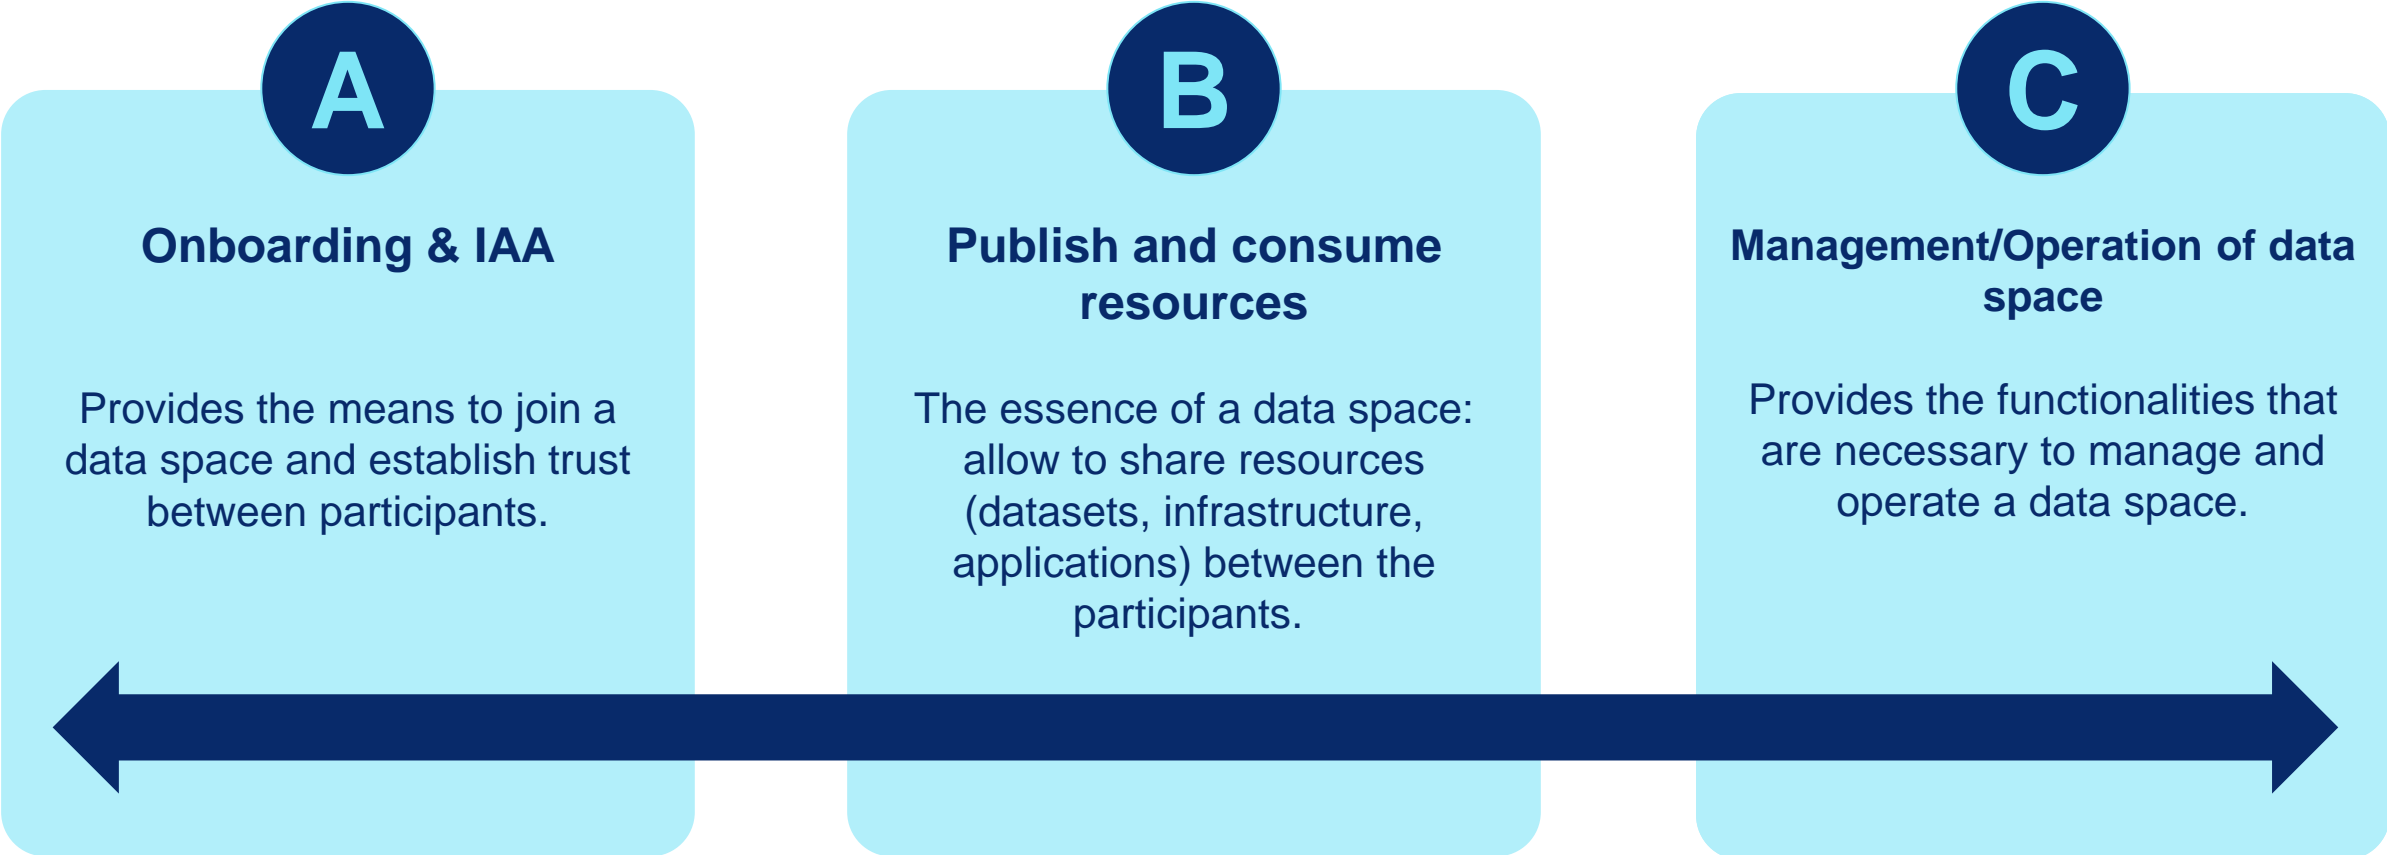 A
Onboarding & IAA
Provides the means to join a
data space and establish trust
between participants.
B
Publish and consume
resources
The essence of a data space:
allow to share resources
(datasets, infrastructure,
applications) between the
participants.
C
Management/Operation of data
space
Provides the functionalities that
are necessary to manage and
operate a data space.